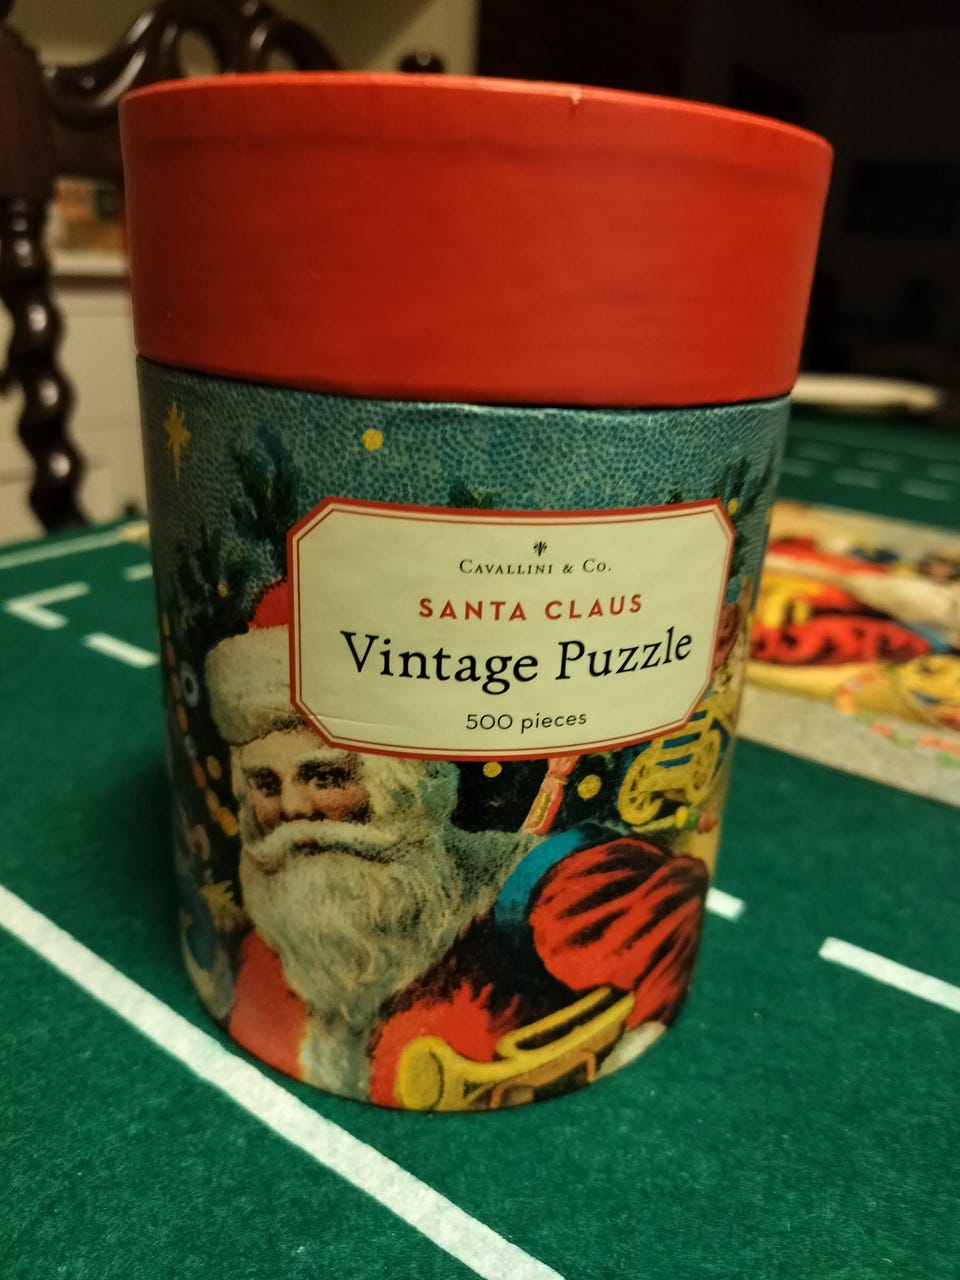 CAVALLINI & CO.
SANTA CLAUS
Vintage Puzzle
500 pieces